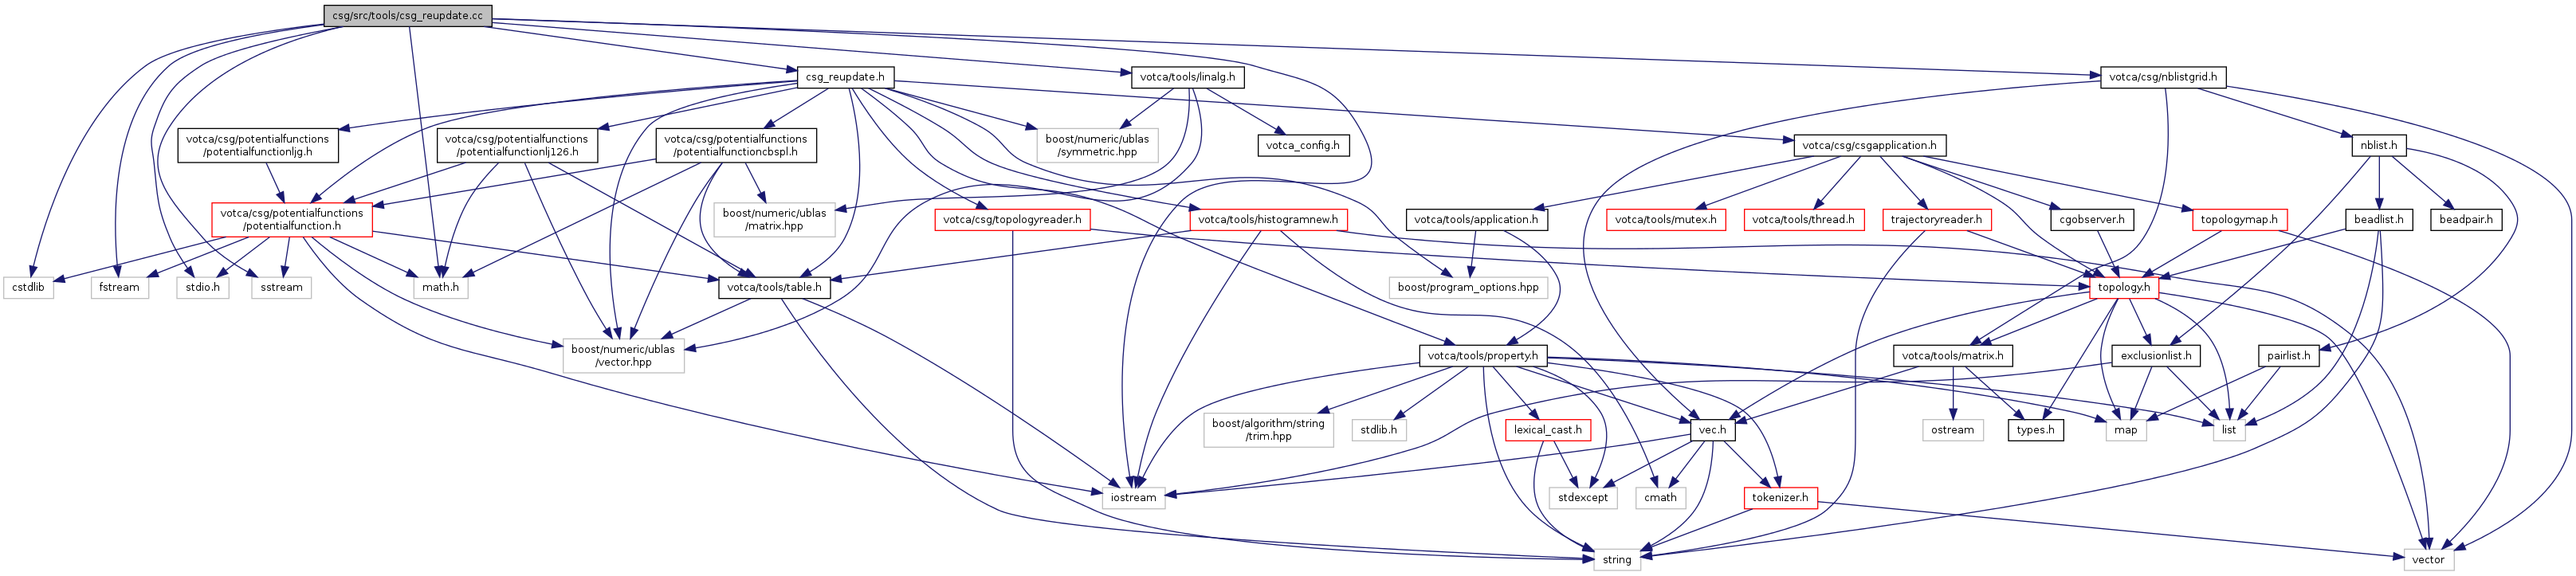 csg/src/tools/csg_reupdate.cc
csg_reupdate.h
votca/tools/linalg.h
votca/csg/nblistgrid.h
votca/csg/potentialfunctions
/potentialfunctionljg.h
votca/csg/potentialfunctions
/potentialfunctionlj126.h
votca/csg/potentialfunctions
/potentialfunctioncbspl.h
boost/numeric/ublas
/symmetric.hpp
votca_config.h
votca/csg/csgapplication.h
nblist.h
votca/csg/potentialfunctions
/potentialfunction.h
boost/numeric/ublas
/matrix.hpp
votca/csg/topologyreader.h
votca/tools/histogramnew.h
votca/tools/application.h
votca/tools/mutex.h
votca/tools/thread.h
trajectoryreader.h
cgobserver.h
topologymap.h
beadlist.h
beadpair.h
cstdlib
fstream
stdio.h
sstream
math.h
votca/tools/table.h
boost/program_options.hpp
topology.h
boost/numeric/ublas
/vector.hpp
votca/tools/property.h
votca/tools/matrix.h
exclusionlist.h
pairlist.h
boost/algorithm/string
/trim.hpp
stdlib.h
lexical_cast.h
vec.h
ostream
types.h
map
list
iostream
stdexcept
cmath
tokenizer.h
string
vector